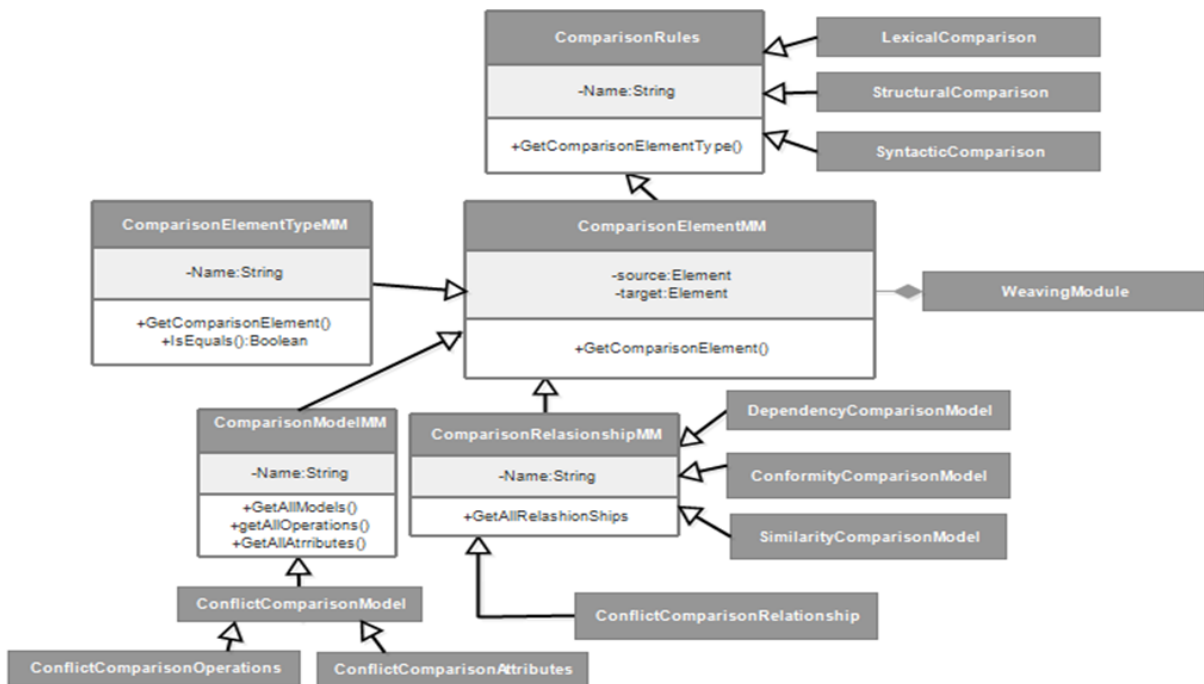 ComparisonRules
-Name:String
+GetComparisonElementType()
LexicalComparison
StructuralComparison
SyntacticComparison
ComparisonElementTypeMM
-Name:String
+GetComparisonElement()
+IsEquals():Boolean
ComparisonElementMM
-source:Element
-target:Element
+GetComparisonElement()
WeavingModule
ComparisonModelMM
-Name:String
+GetAllModels()
+getAllOperations()
+GetAllAtrributes()
ComparisonRelasionshipMM
-Name:String
+GetAllRelashionShips
DependencyComparisonModel
ConformityComparisonModel
SimilarityComparisonModel
ConflictComparisonModel
ConflictComparisonRelationship
ConflictComparisonOperations
ConflictComparisonAttributes